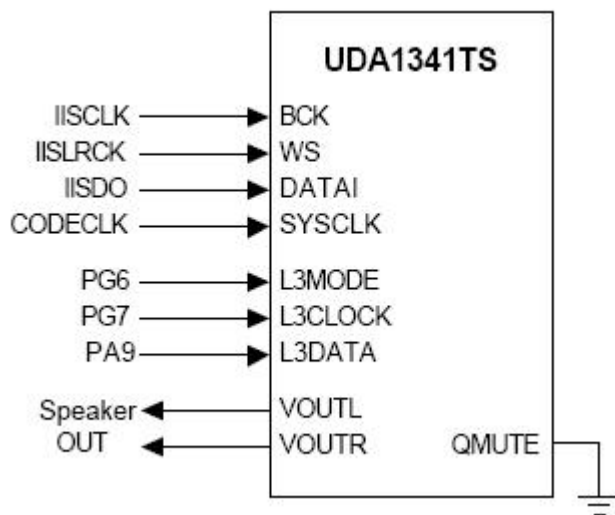 UDA1341TS
IISCLK BCK
IISLRCK WS
IISDO DATAI
CODECLK SYSCLK
PG6 L3MODE
PG7 L3CLOCK
PA9 L3DATA
Speaker VOUTL
OUT VOUTR QMUTE